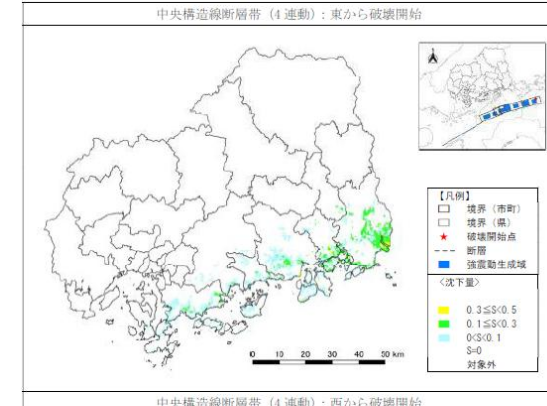 中央構造線断層帯（4連動）：東から破壊開始
【凡例】
境界（市町）
境界（県）
破壊開始点
断層
強震動生成域
<沈下量>
0.3≦S<0.5
0.1≦S<0.3
0<S<0.1
S=0
対象外
0 10 20 30 40 50 km
中央構造線断層帯（4連動）：西から破壊開始